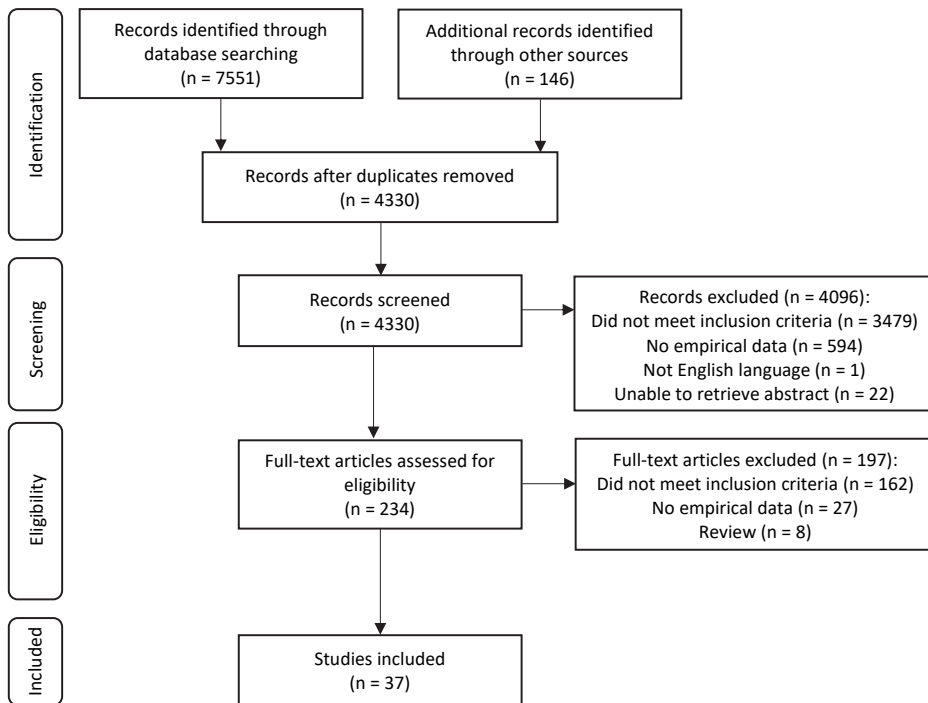 Identification
Records identified through
database searching
(n = 7551)
Additional records identified
through other sources
(n = 146)
Records after duplicates removed
(n = 4330)
Screening
Records screened
(n = 4330)
Records excluded (n = 4096):
Did not meet inclusion criteria (n = 3479)
No empirical data (n = 594)
Not English language (n = 1)
Unable to retrieve abstract (n = 22)
Eligibility
Full-text articles assessed for
eligibility
(n = 234)
Full-text articles excluded (n = 197):
Did not meet inclusion criteria (n = 162)
No empirical data (n = 27)
Review (n = 8)
Included
Studies included
(n = 37)